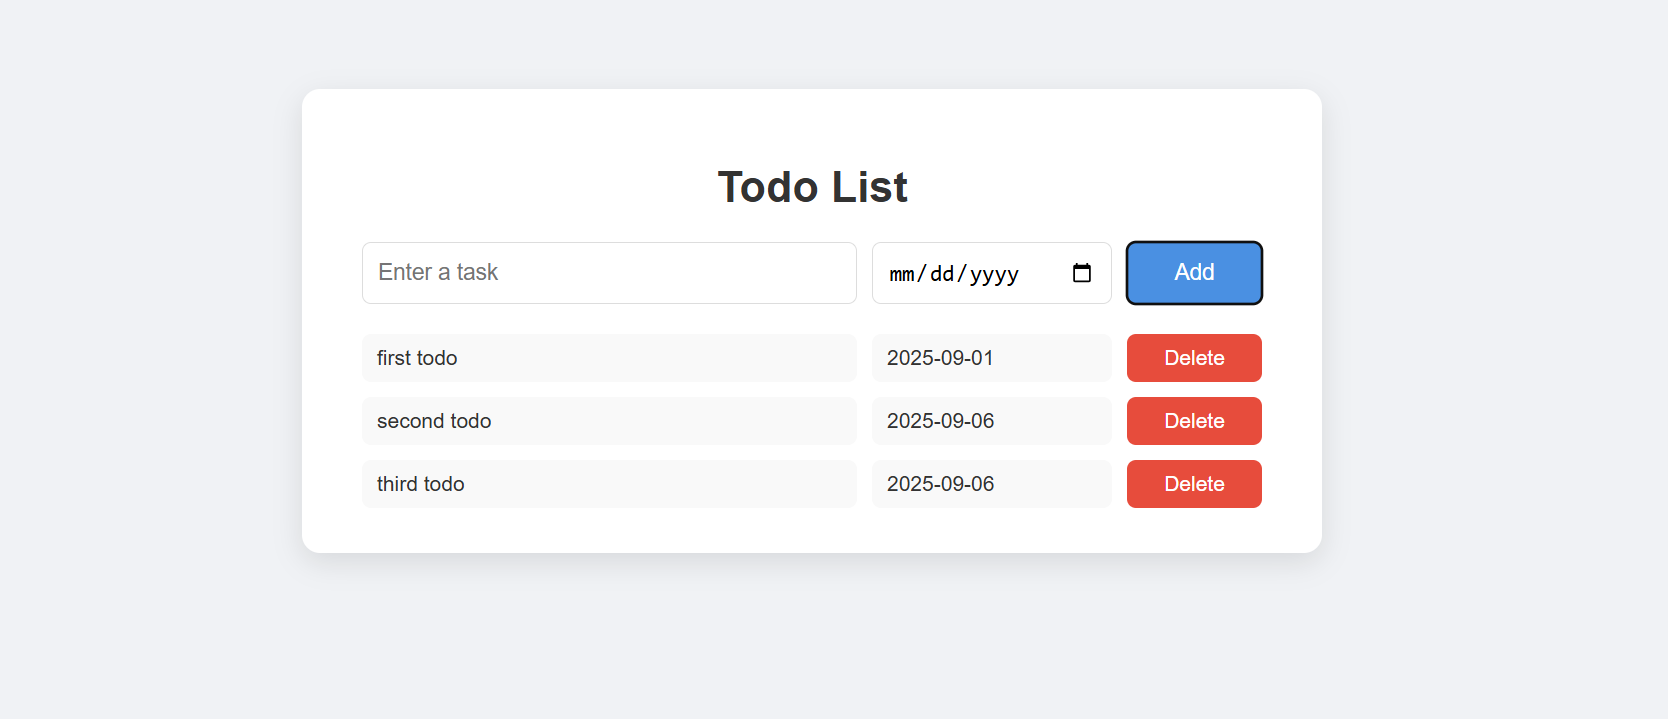 Todo List
Enter a task mm/dd/yyyy Add
first todo 2025-09-01 Delete
second todo 2025-09-06 Delete
third todo 2025-09-06 Delete